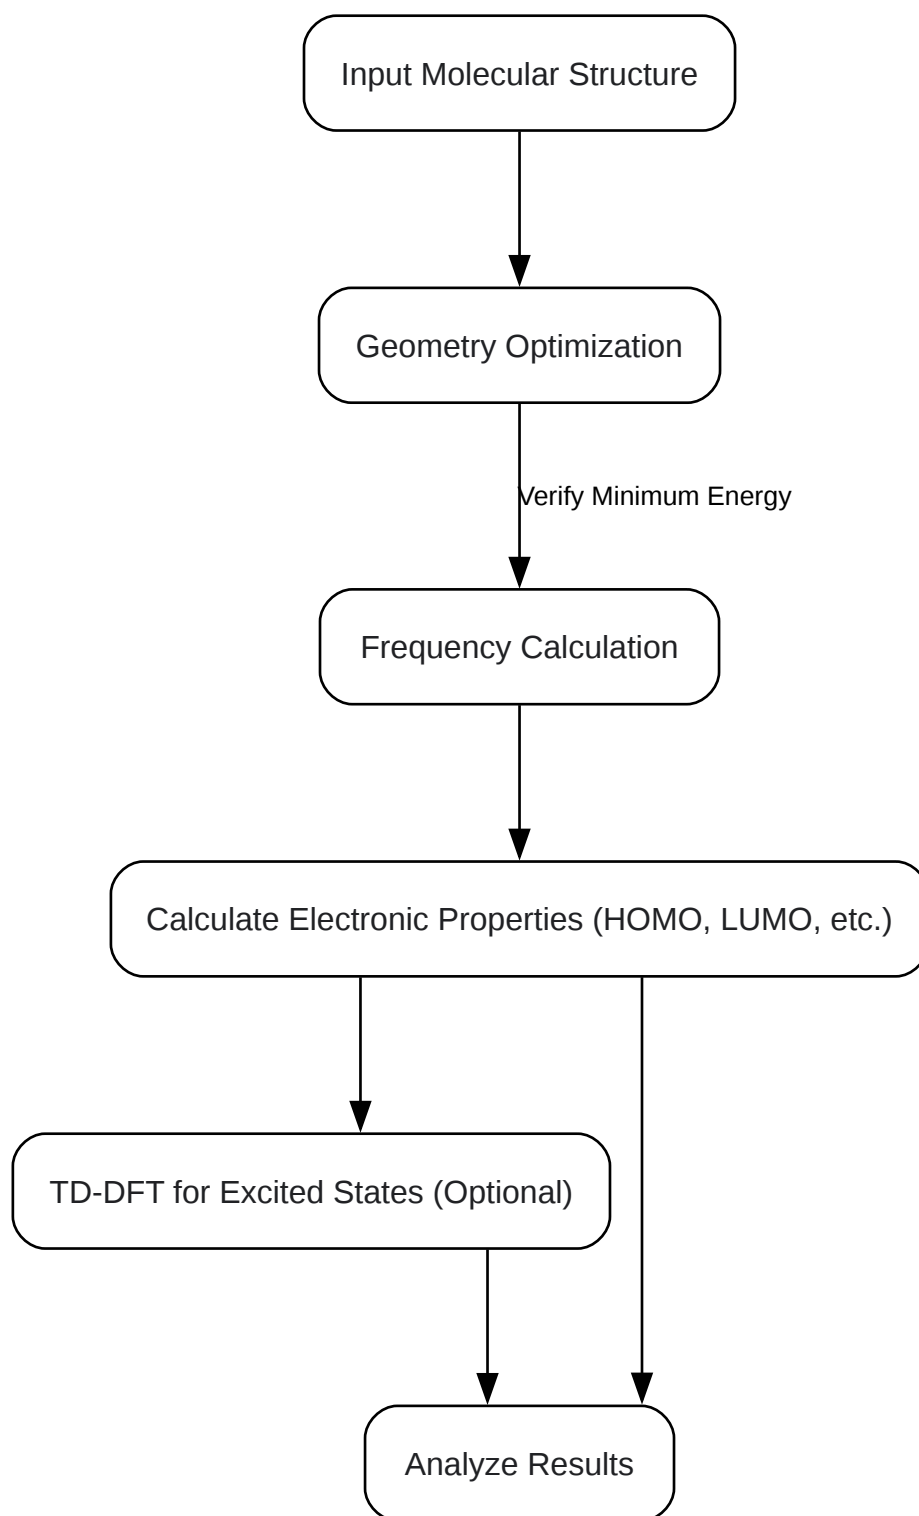 Input Molecular Structure
Geometry Optimization
Verify Minimum Energy
Frequency Calculation
Calculate Electronic Properties (HOMO, LUMO, etc.)
TD-DFT for Excited States (Optional)
Analyze Results